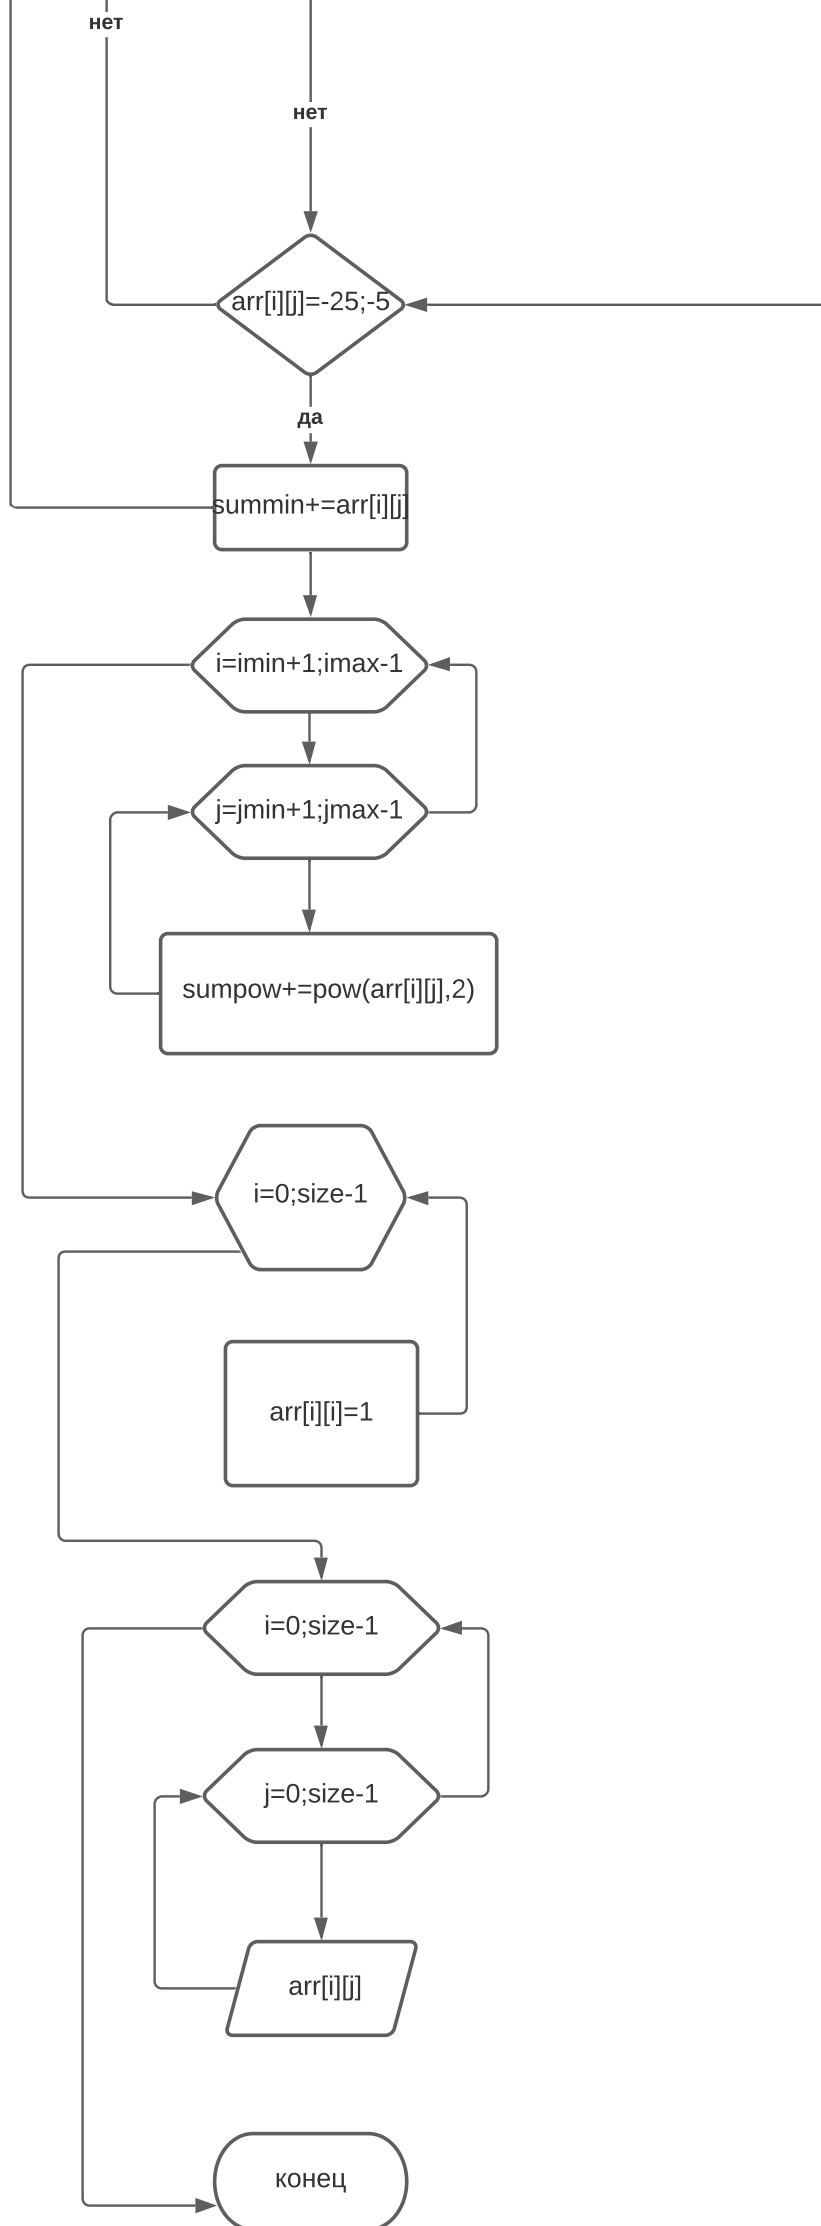 нет
нет
arr[i][j]=-25;-5
да
summin+=arr[i][j]
i=imin+1;imax-1
j=jmin+1;jmax-1
sumpow+=pow(arr[i][j],2)
i=0;size-1
arr[i][i]=1
i=0;size-1
j=0;size-1
arr[i][j]
конец